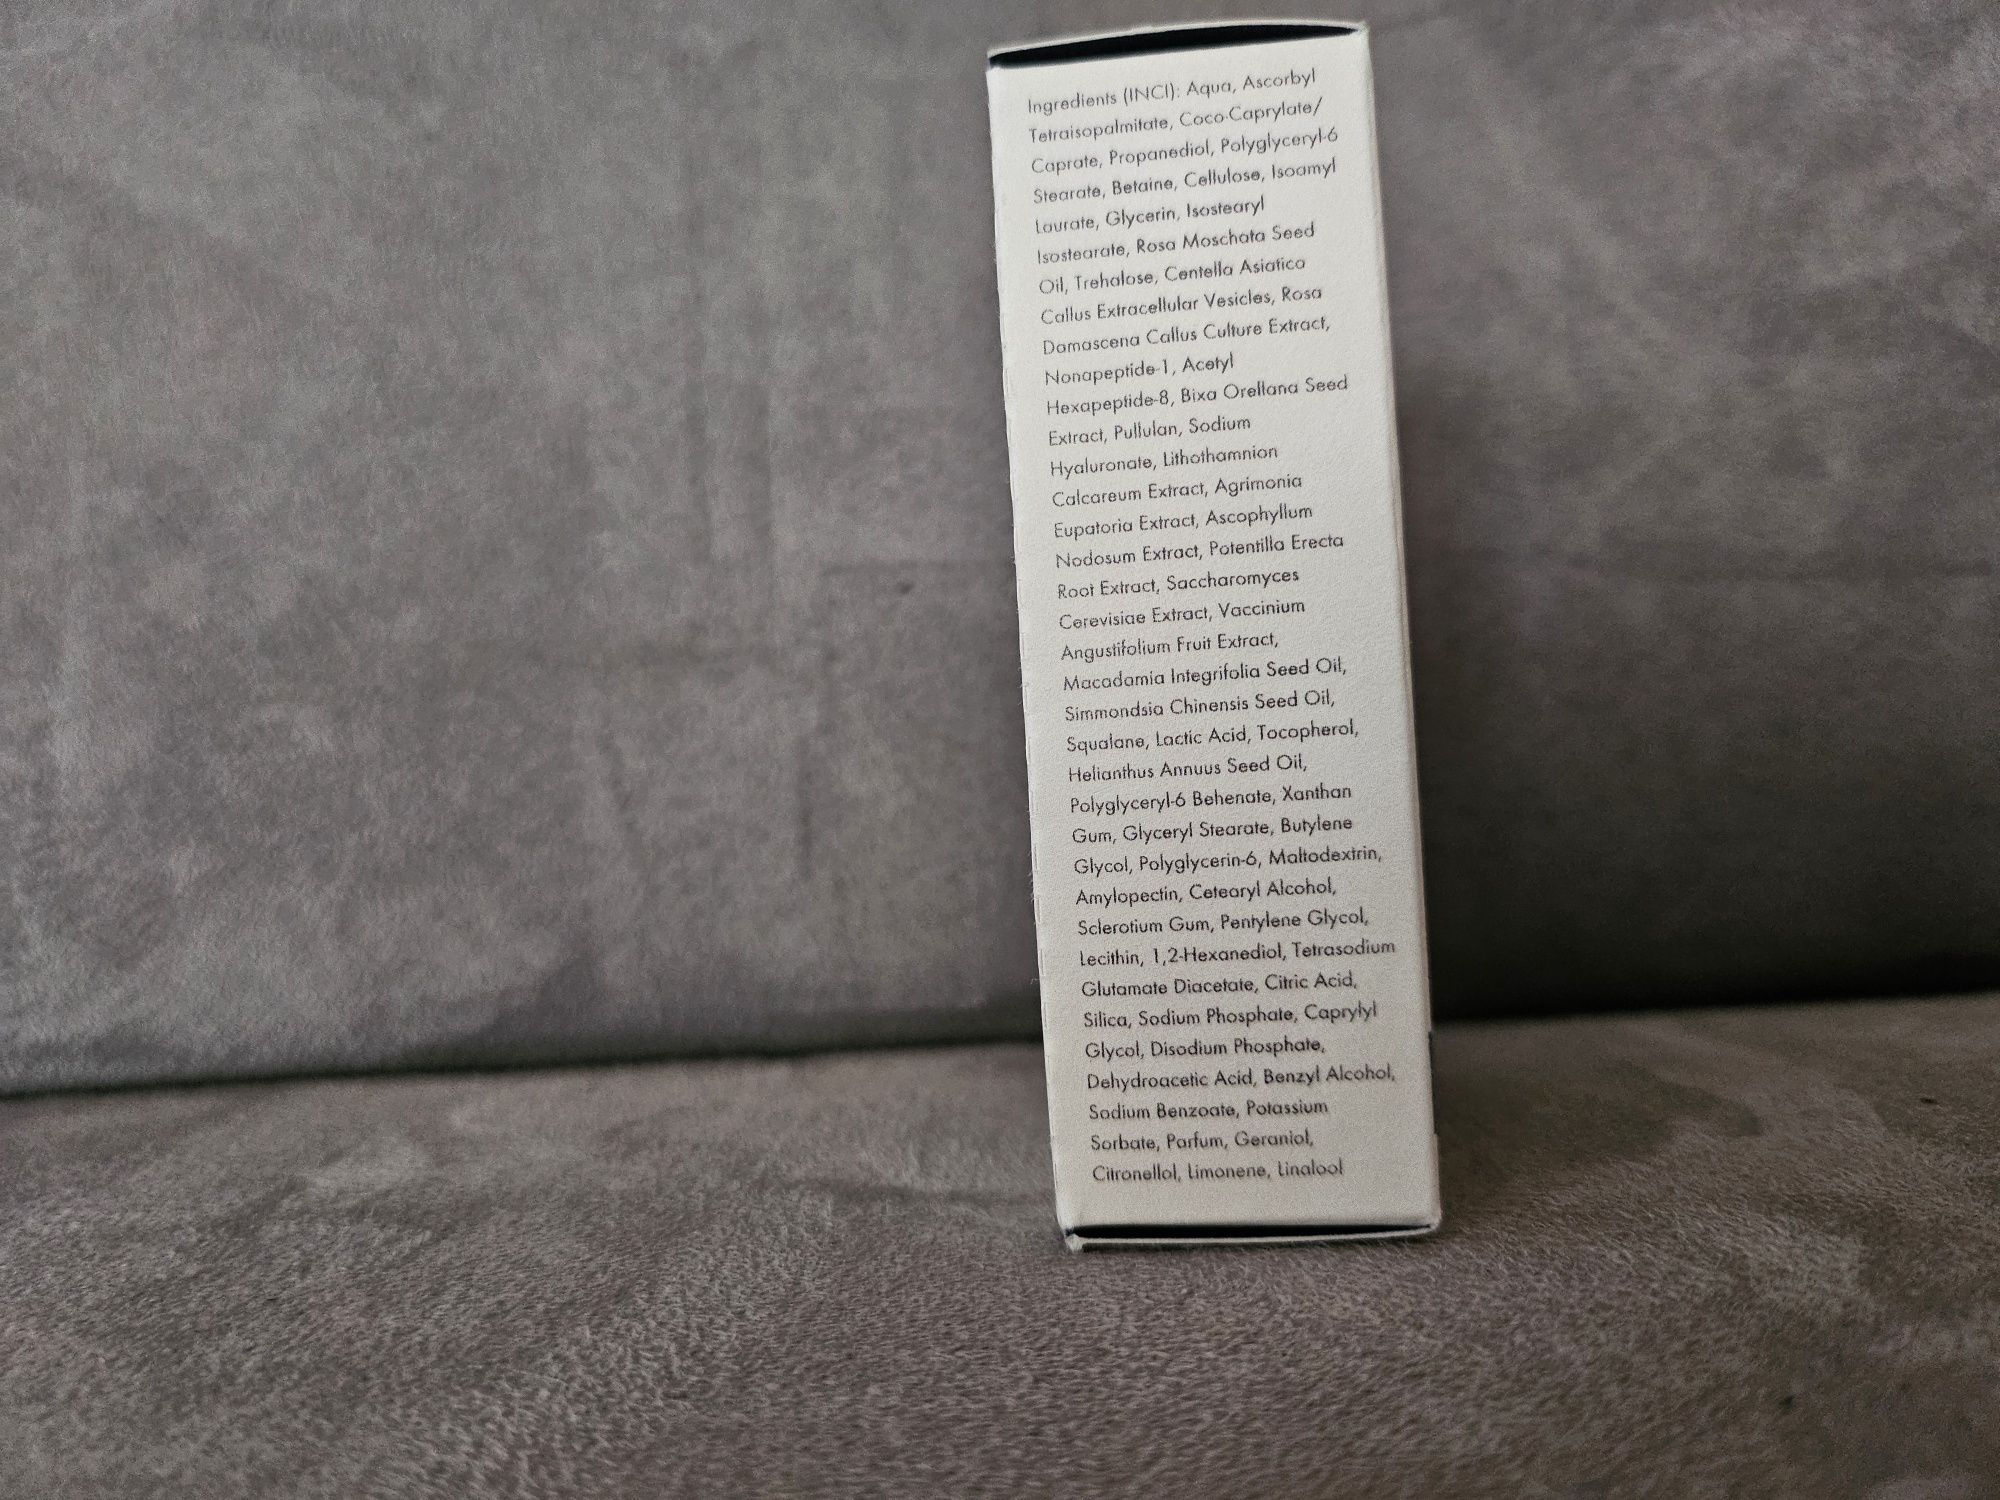 Ingredients (INCI): Aqua, Ascorbyl
Tetraisopalmitate, Coco-Caprylate/
Caprate, Propanediol, Polyglyceryl-6
Stearate, Betaine, Cellulose, Isoamyl
Laurate, Glycerin, Isostearyl
Isostearate, Rosa Moschata Seed
Oil, Trehalose, Centella Asiatica
Callus Extracellular Vesicles, Rosa
Damascena Callus Culture Extract,
Nonapeptide-1, Acetyl
Hexapeptide-8, Bixa Orellana Seed
Extract, Pullulan, Sodium
Hyaluronate, Lithothamnion
Calcareum Extract, Agrimonia
Eupatoria Extract, Ascophyllum
Nodosum Extract, Potentilla Erecta
Root Extract, Saccharomyces
Cerevisiae Extract, Vaccinium
Angustifolium Fruit Extract,
Macadamia Integrifolia Seed Oil,
Simmondsia Chinensis Seed Oil,
Squalane, Lactic Acid, Tocopherol,
Helianthus Annuus Seed Oil,
Polyglyceryl-6 Behenate, Xanthan
Gum, Glyceryl Stearate, Butylene
Glycol, Polyglycerin-6, Maltodextrin,
Amylopectin, Cetearyl Alcohol,
Sclerotium Gum, Pentylene Glycol,
Lecithin, 1,2-Hexanediol, Tetrasodium
Glutamate Diacetate, Citric Acid,
Silica, Sodium Phosphate, Caprylyl
Glycol, Disodium Phosphate,
Dehydroacetic Acid, Benzyl Alcohol,
Sodium Benzoate, Potassium
Sorbate, Parfum, Geraniol,
Citronellol, Limonene, Linalool